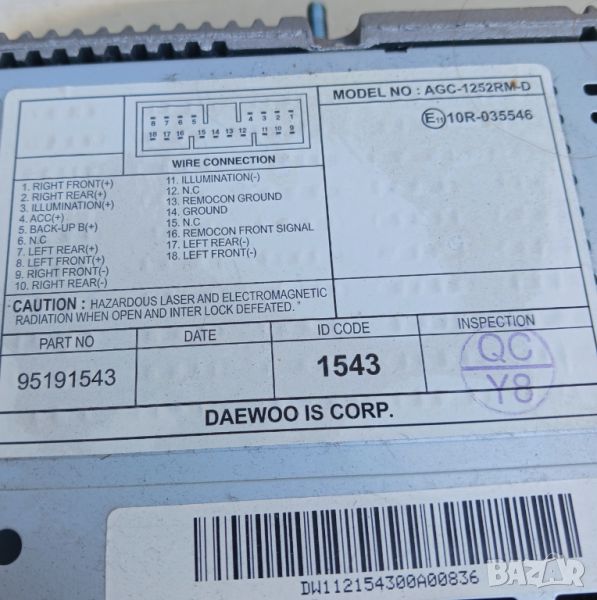 MODEL NO : AGC-1252RM-D
8 7 6 5 4 3 2 1
18 17 16 15 14 13 12 11 10 9
E11 10R-035546
WIRE CONNECTION
1. RIGHT FRONT(+)
2. RIGHT REAR(+)
3. ILLUMINATION(+)
4. ACC(+)
5. BACK-UP B(+)
6. N.C
7. LEFT REAR(+)
8. LEFT FRONT(+)
9. RIGHT FRONT(-)
10. RIGHT REAR(-)
11. ILLUMINATION(-)
12. N.C
13. REMOCON GROUND
14. GROUND
15. N.C
16. REMOCON FRONT SIGNAL
17. LEFT REAR(-)
18. LEFT FRONT(-)
CAUTION : HAZARDOUS LASER AND ELECTROMAGNETIC
RADIATION WHEN OPEN AND INTER LOCK DEFEATED.
PART NO DATE ID CODE INSPECTION
95191543 1543 QC
Y8
DAEWOO IS CORP.
DW112154300A00836
BAZAR